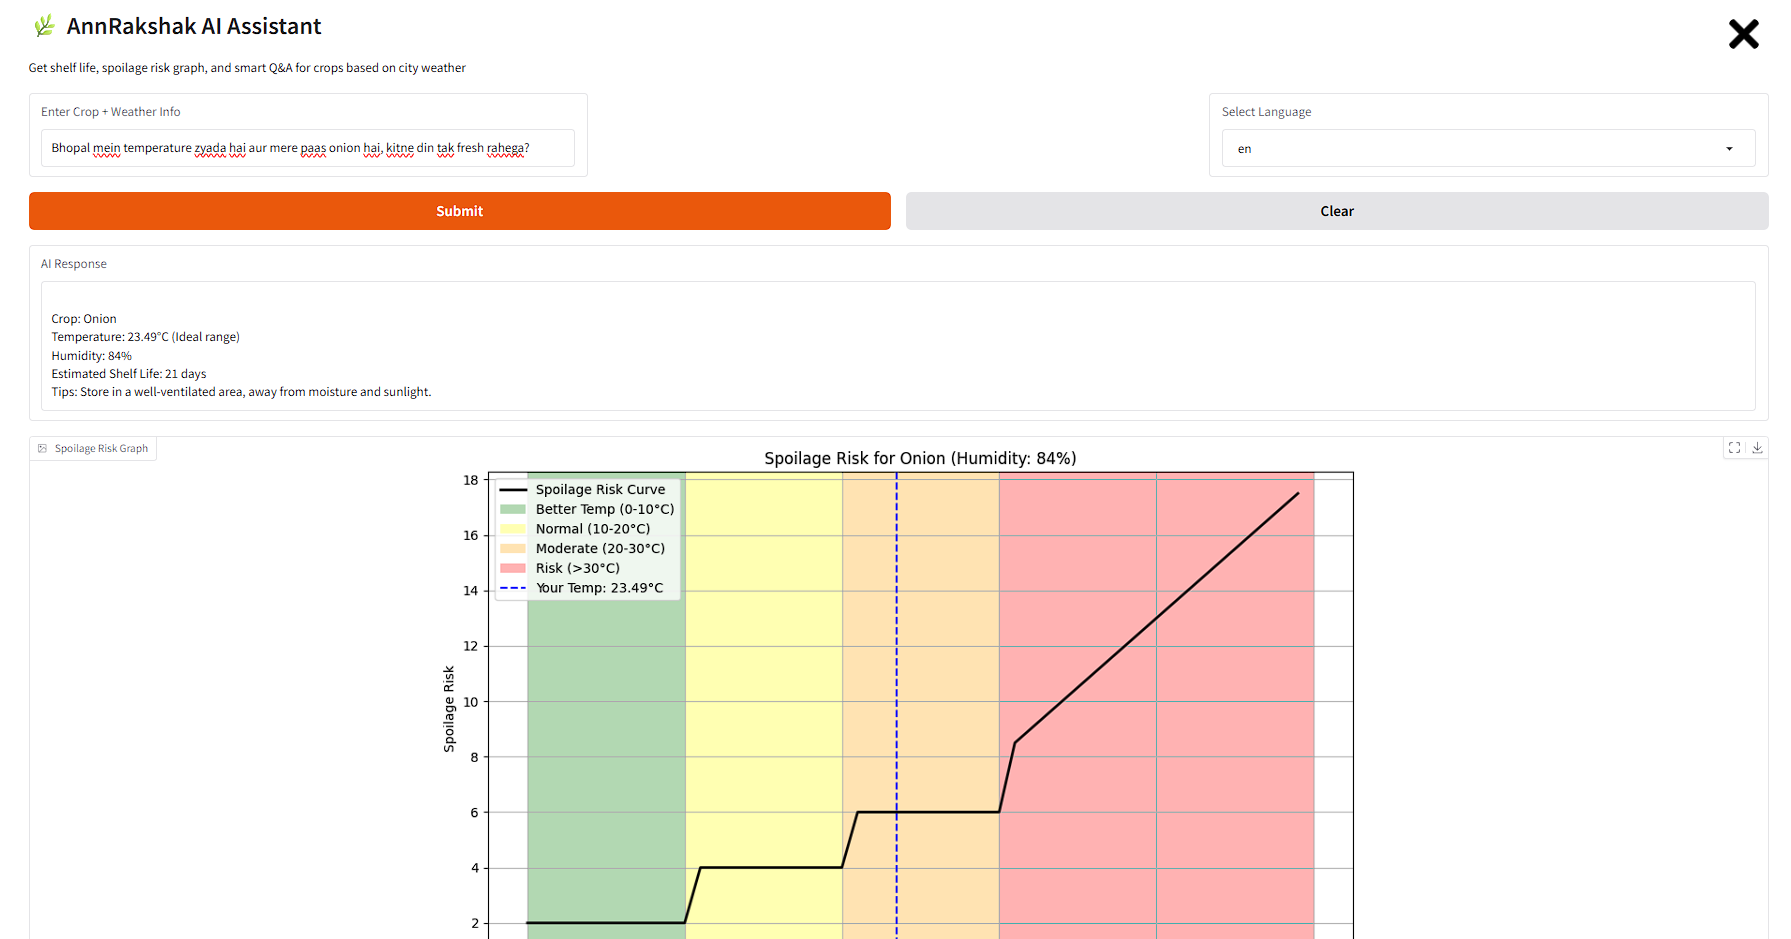 AnnRakshak AI Assistant
Get shelf life, spoilage risk graph, and smart Q&A for crops based on city weather
Enter Crop + Weather Info
Bhopal mein temperature zyada hai aur mere paas onion hai, kitne din tak fresh rahega?
Select Language
en
Submit
Clear
AI Response
Crop: Onion
Temperature: 23.49°C (Ideal range)
Humidity: 84%
Estimated Shelf Life: 21 days
Tips: Store in a well-ventilated area, away from moisture and sunlight.
Spoilage Risk Graph
Spoilage Risk for Onion (Humidity: 84%)
Spoilage Risk Curve
Better Temp (0-10°C)
Normal (10-20°C)
Moderate (20-30°C)
Risk (>30°C)
Your Temp: 23.49°C
Spoilage Risk
18
16
14
12
10
8
6
4
2